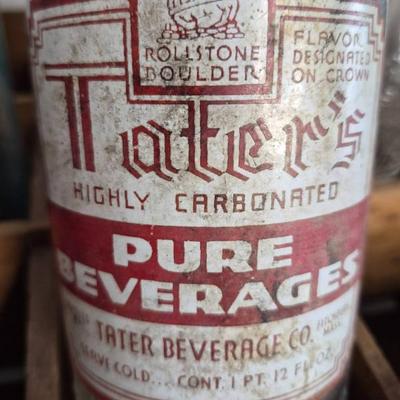 ROLLSTONE
BOULDER
FLAVOR
DESIGNATED
ON CROWN
Tater's
HIGHLY CARBONATED
PURE
BEVERAGES
TATER BEVERAGE CO.
SERVE COLD... CONT. 1 PT. 12 FL. OZ.